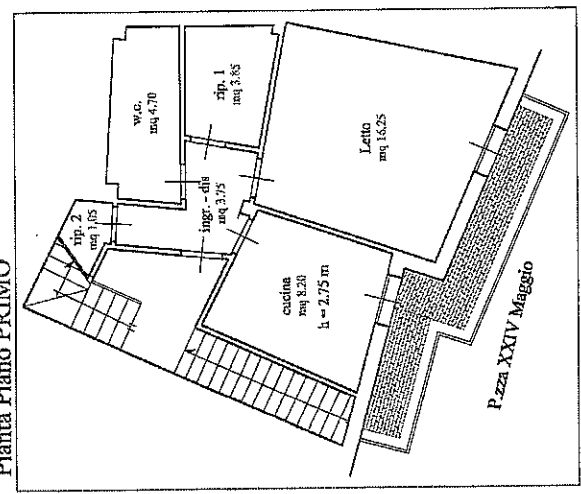 Pianta Piano PRIMO
w.c.
mq 4.70
rip. 1
mq 3.85
rip. 2
mq 1.05
ingr. - dis
mq 3.75
Letto
mq 16.25
cucina
mq 8.20
h = 2.75 m
P.zza XXIV Maggio